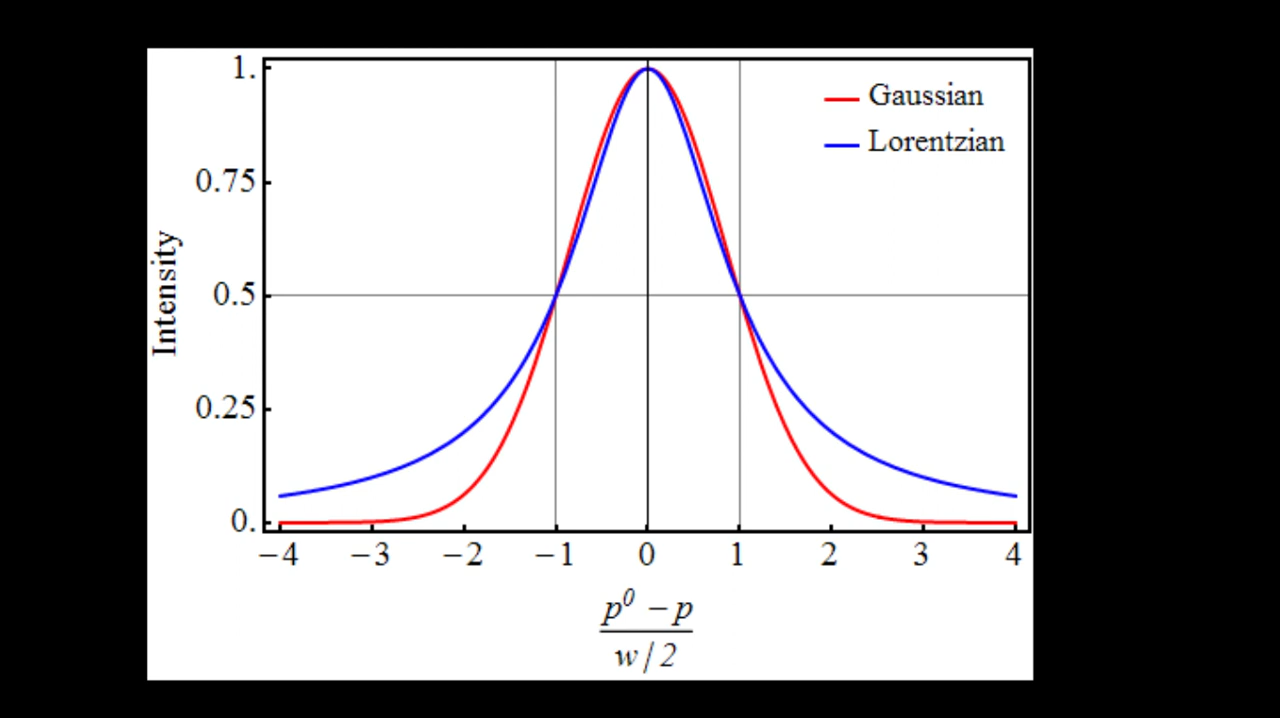 1.
0.75
0.5
0.25
0.
Intensity
Gaussian
Lorentzian
−4 −3 −2 −1 0 1 2 3 4
p⁰ − p
w / 2